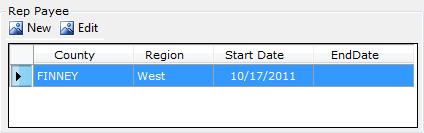 Rep Payee
New Edit
County Region Start Date EndDate
FINNEY West 10/17/2011